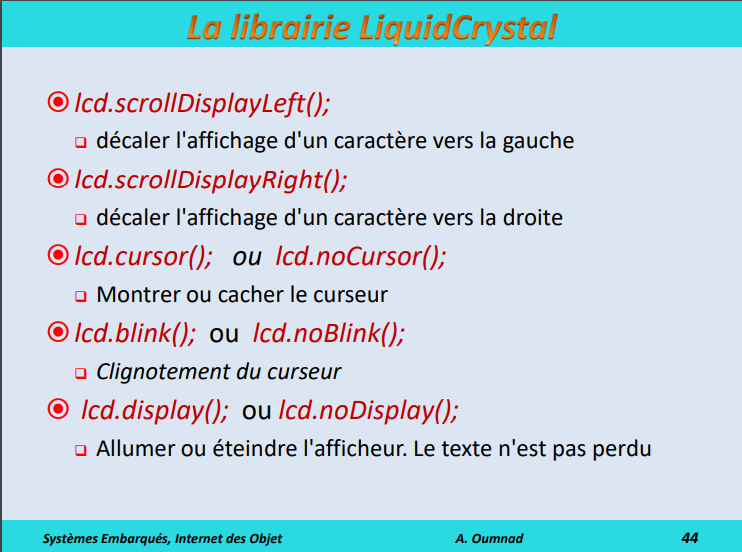 La librairie LiquidCrystal
lcd.scrollDisplayLeft();
décaler l'affichage d'un caractère vers la gauche
lcd.scrollDisplayRight();
décaler l'affichage d'un caractère vers la droite
lcd.cursor(); ou lcd.noCursor();
Montrer ou cacher le curseur
lcd.blink(); ou lcd.noBlink();
Clignotement du curseur
lcd.display(); ou lcd.noDisplay();
Allumer ou éteindre l'afficheur. Le texte n'est pas perdu
Systèmes Embarqués, Internet des Objet A. Oumnad 44